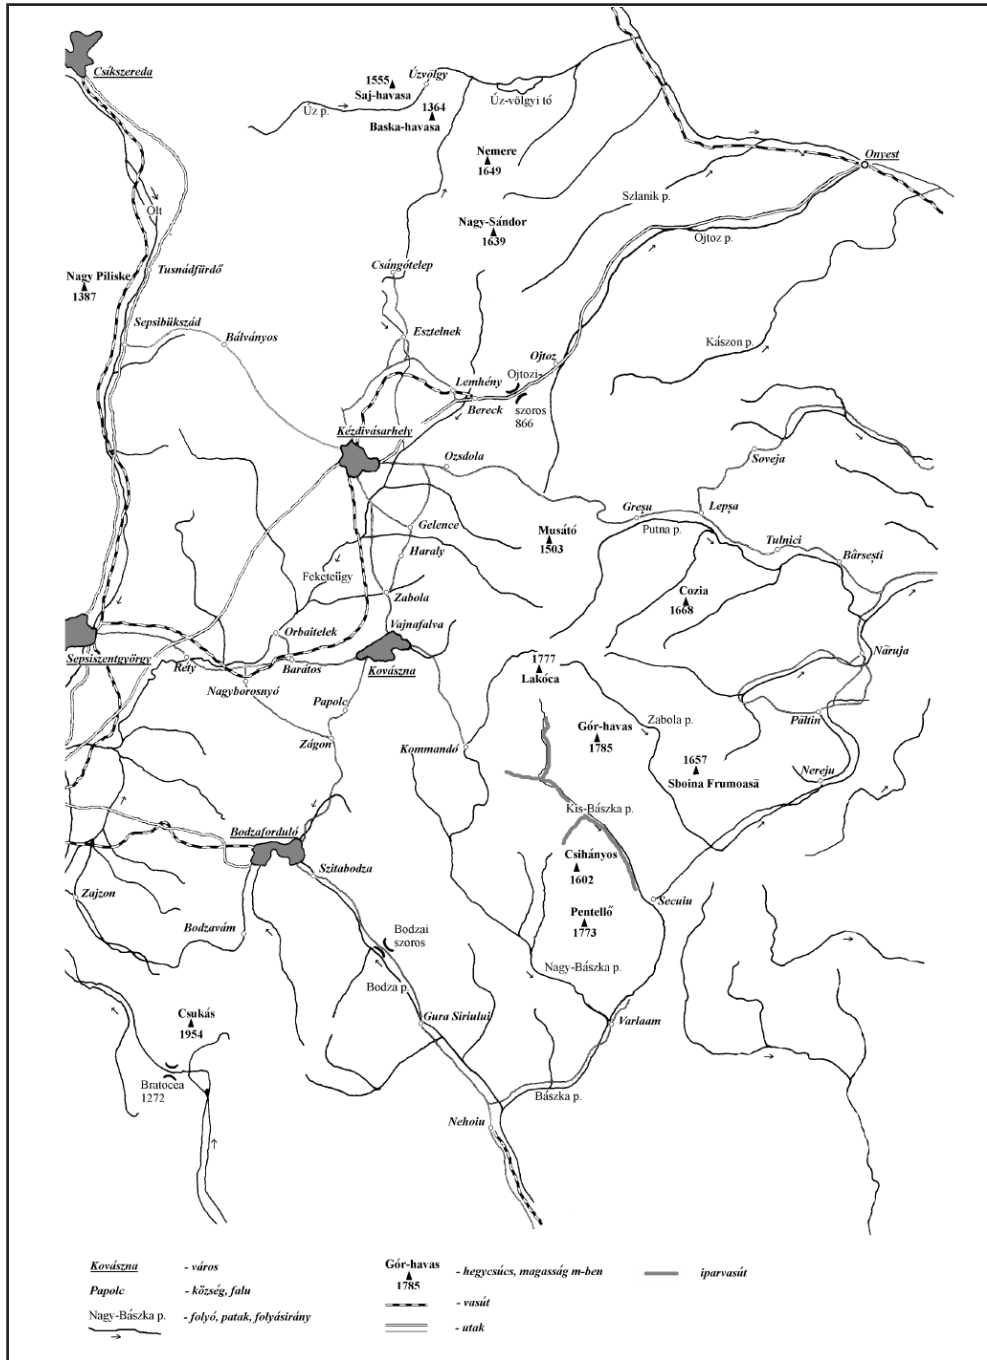 Csíkszereda
1555
Saj-havasa
Úzvölgy
Úz p.
1364
Baska-havasa
Úz-völgyi tó
Nemere
1649
Onyest
Szlanik p.
Olt
Nagy-Sándor
1639
Ojtoz p.
Csángótelep
Tusnádfürdő
Nagy Piliske
1387
Sepsibükszád
Bálványos
Esztelnek
Kászon p.
Ojtoz
Ojtozi-
szoros
866
Lemhény
Bereck
Kézdivásárhely
Ozsdola
Soveja
Greşu
Lepşa
Putna p.
Gelence
Musátó
1503
Tulnici
Bârseşti
Haraly
Feketeügy
Zabola
Cozia
1668
Vajnafalva
Orbaitelek
Sepsiszentgyörgy
Réty
Barátos
Kovászna
Năruja
1777
Lakóca
Nagyborosnyó
Papolc
Zabola p.
Păltin
Zágon
Kommandó
Gór-havas
1785
1657
Sboina Frumoasă
Nereju
Kis-Bászka p.
Bodzaforduló
Csihányos
1602
Szitabodza
Zajzon
Secuiu
Pentellő
1773
Bodzavám
Bodzai
szoros
Nagy-Bászka p.
Bodza p.
Csukás
1954
Gura Siriului
Varlaam
Bratocea
1272
Bászka p.
Nehoiu
Kovászna - város
Papolc - község, falu
Nagy-Bászka p. - folyó, patak, folyásirány
Gór-havas
1785 - hegycsúcs, magasság m-ben
- vasút
- utak
iparvasút